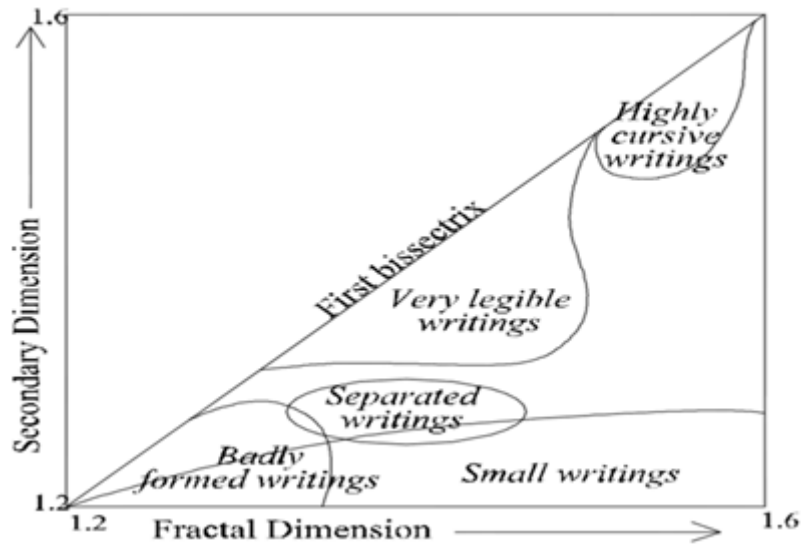 1.6
Highly
cursive
writings
First bissectrix
Very legible
writings
Secondary Dimension
Separated
writings
Badly
formed writings
Small writings
1.2
1.2
Fractal Dimension
1.6